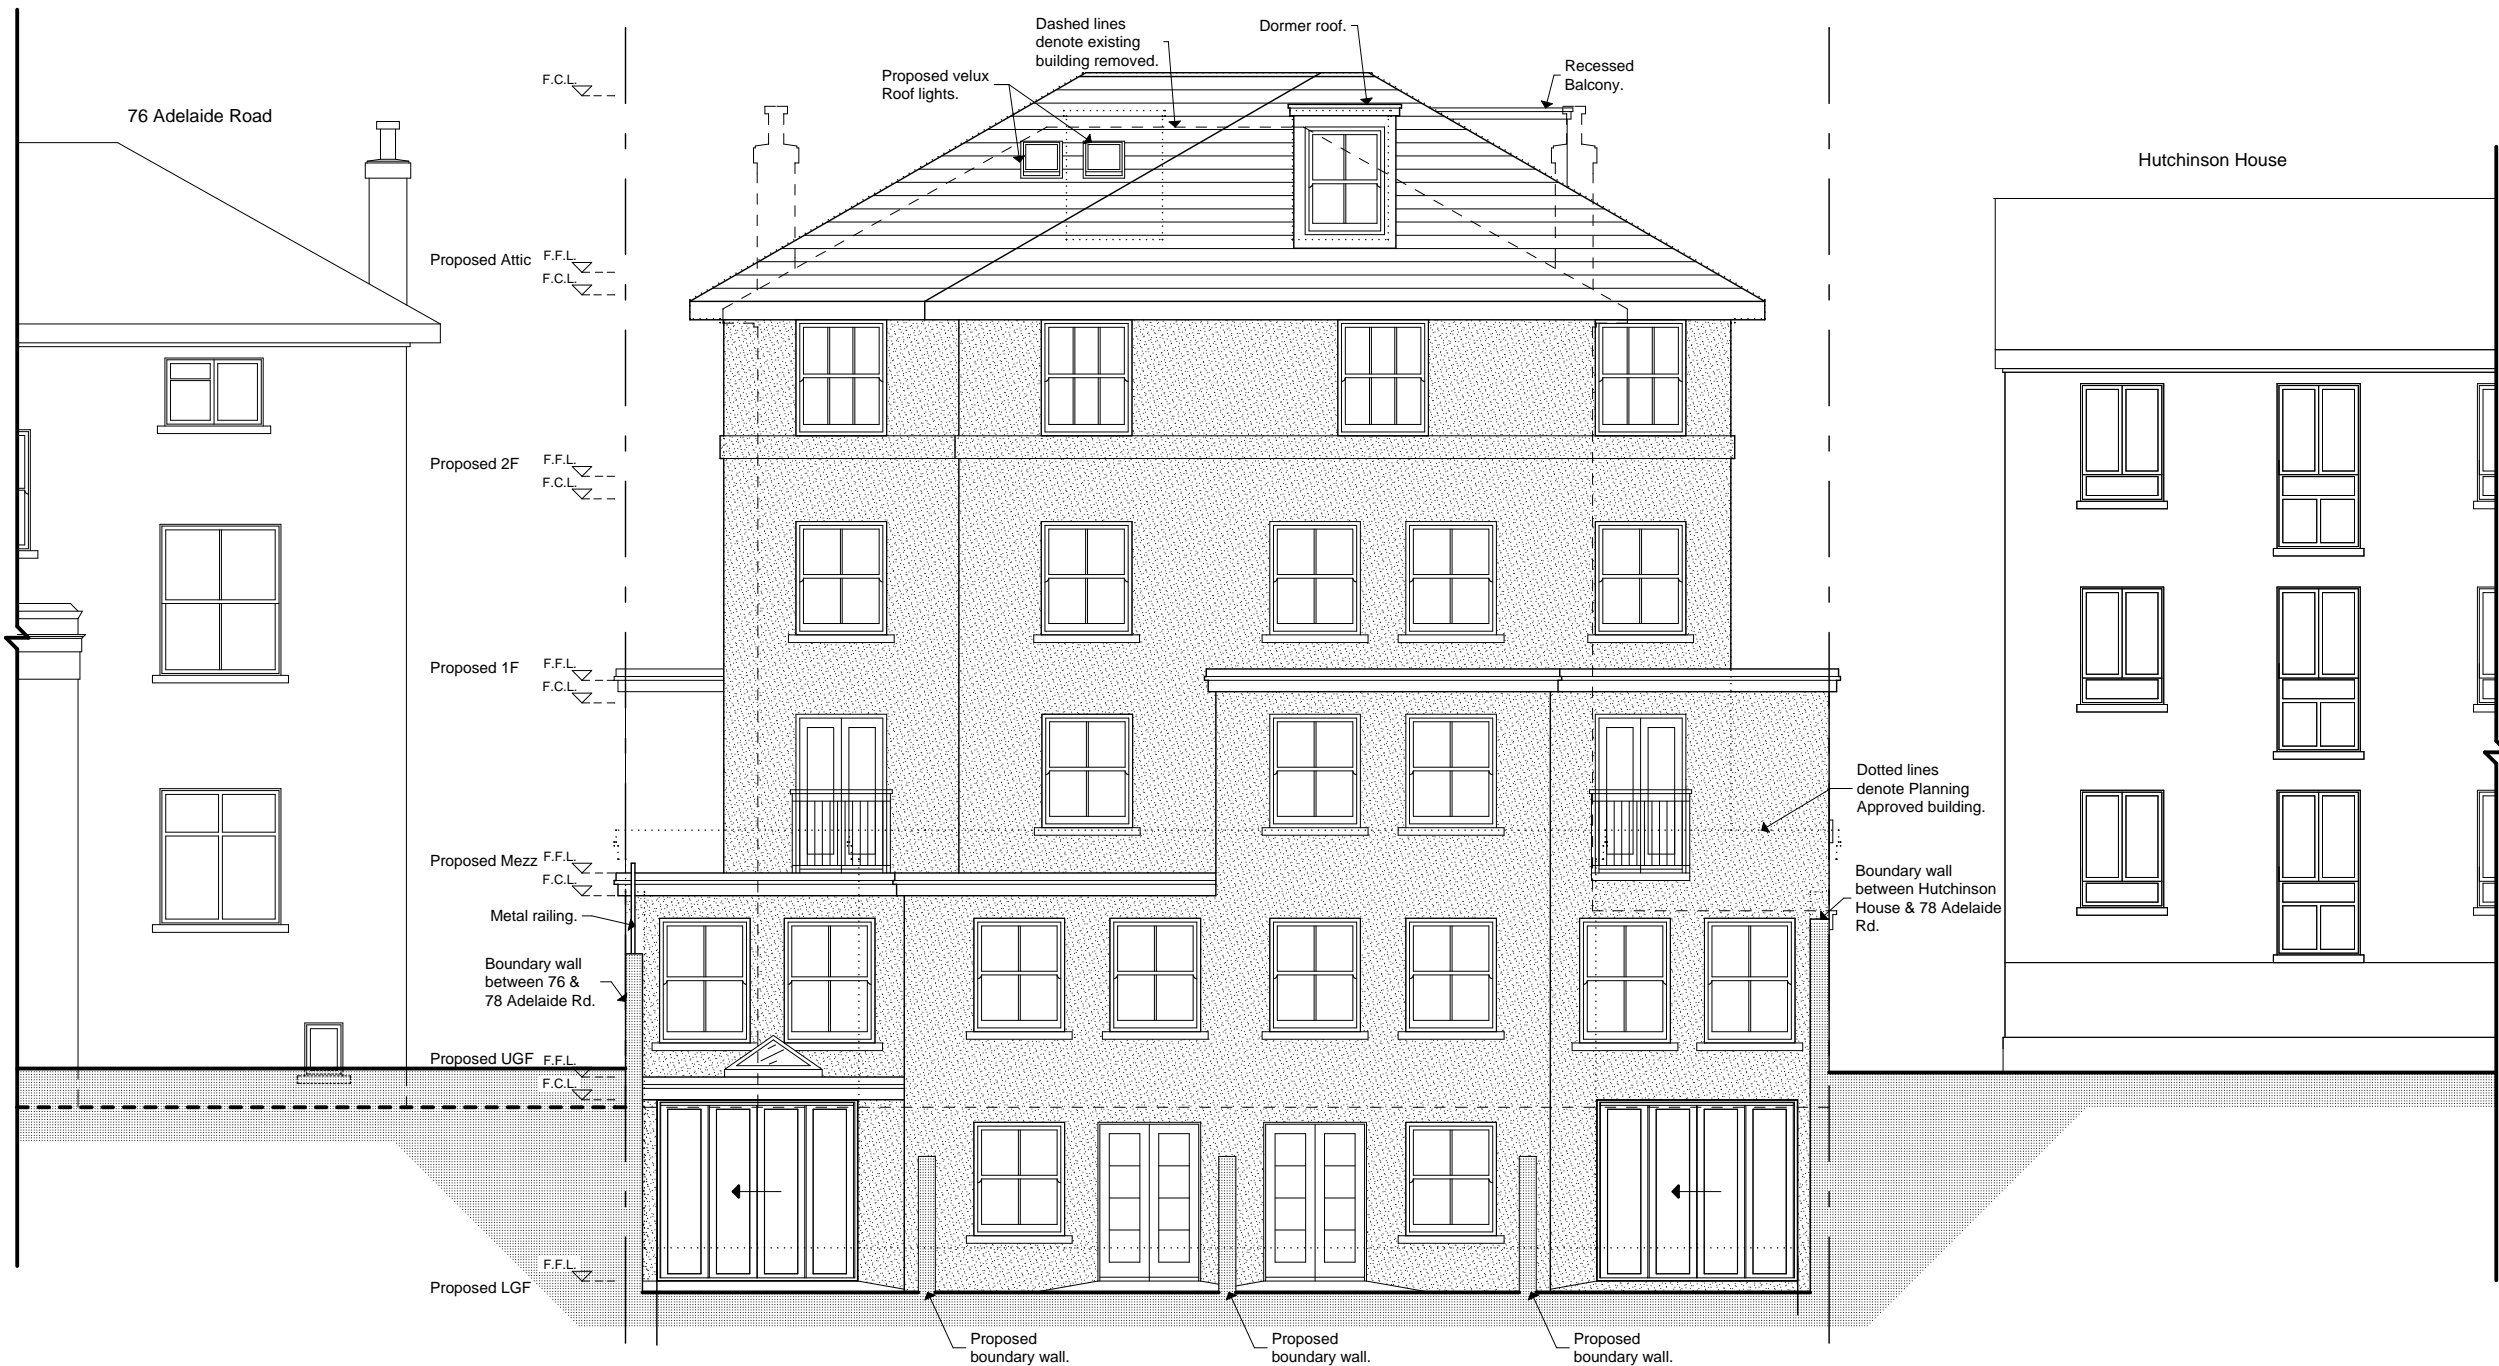 Dashed lines
denote existing
building removed.
Dormer roof.
Proposed velux
Roof lights.
Recessed
Balcony.
76 Adelaide Road
Hutchinson House
F.C.L.
Proposed Attic F.F.L.
F.C.L.
Proposed 2F F.F.L.
F.C.L.
Proposed 1F F.F.L.
F.C.L.
Dotted lines
denote Planning
Approved building.
Proposed Mezz F.F.L.
F.C.L.
Boundary wall
between Hutchinson
House & 78 Adelaide
Rd.
Metal railing.
Boundary wall
between 76 &
78 Adelaide Rd.
Proposed UGF F.F.L.
F.C.L.
F.F.L.
Proposed LGF
Proposed
boundary wall.
Proposed
boundary wall.
Proposed
boundary wall.